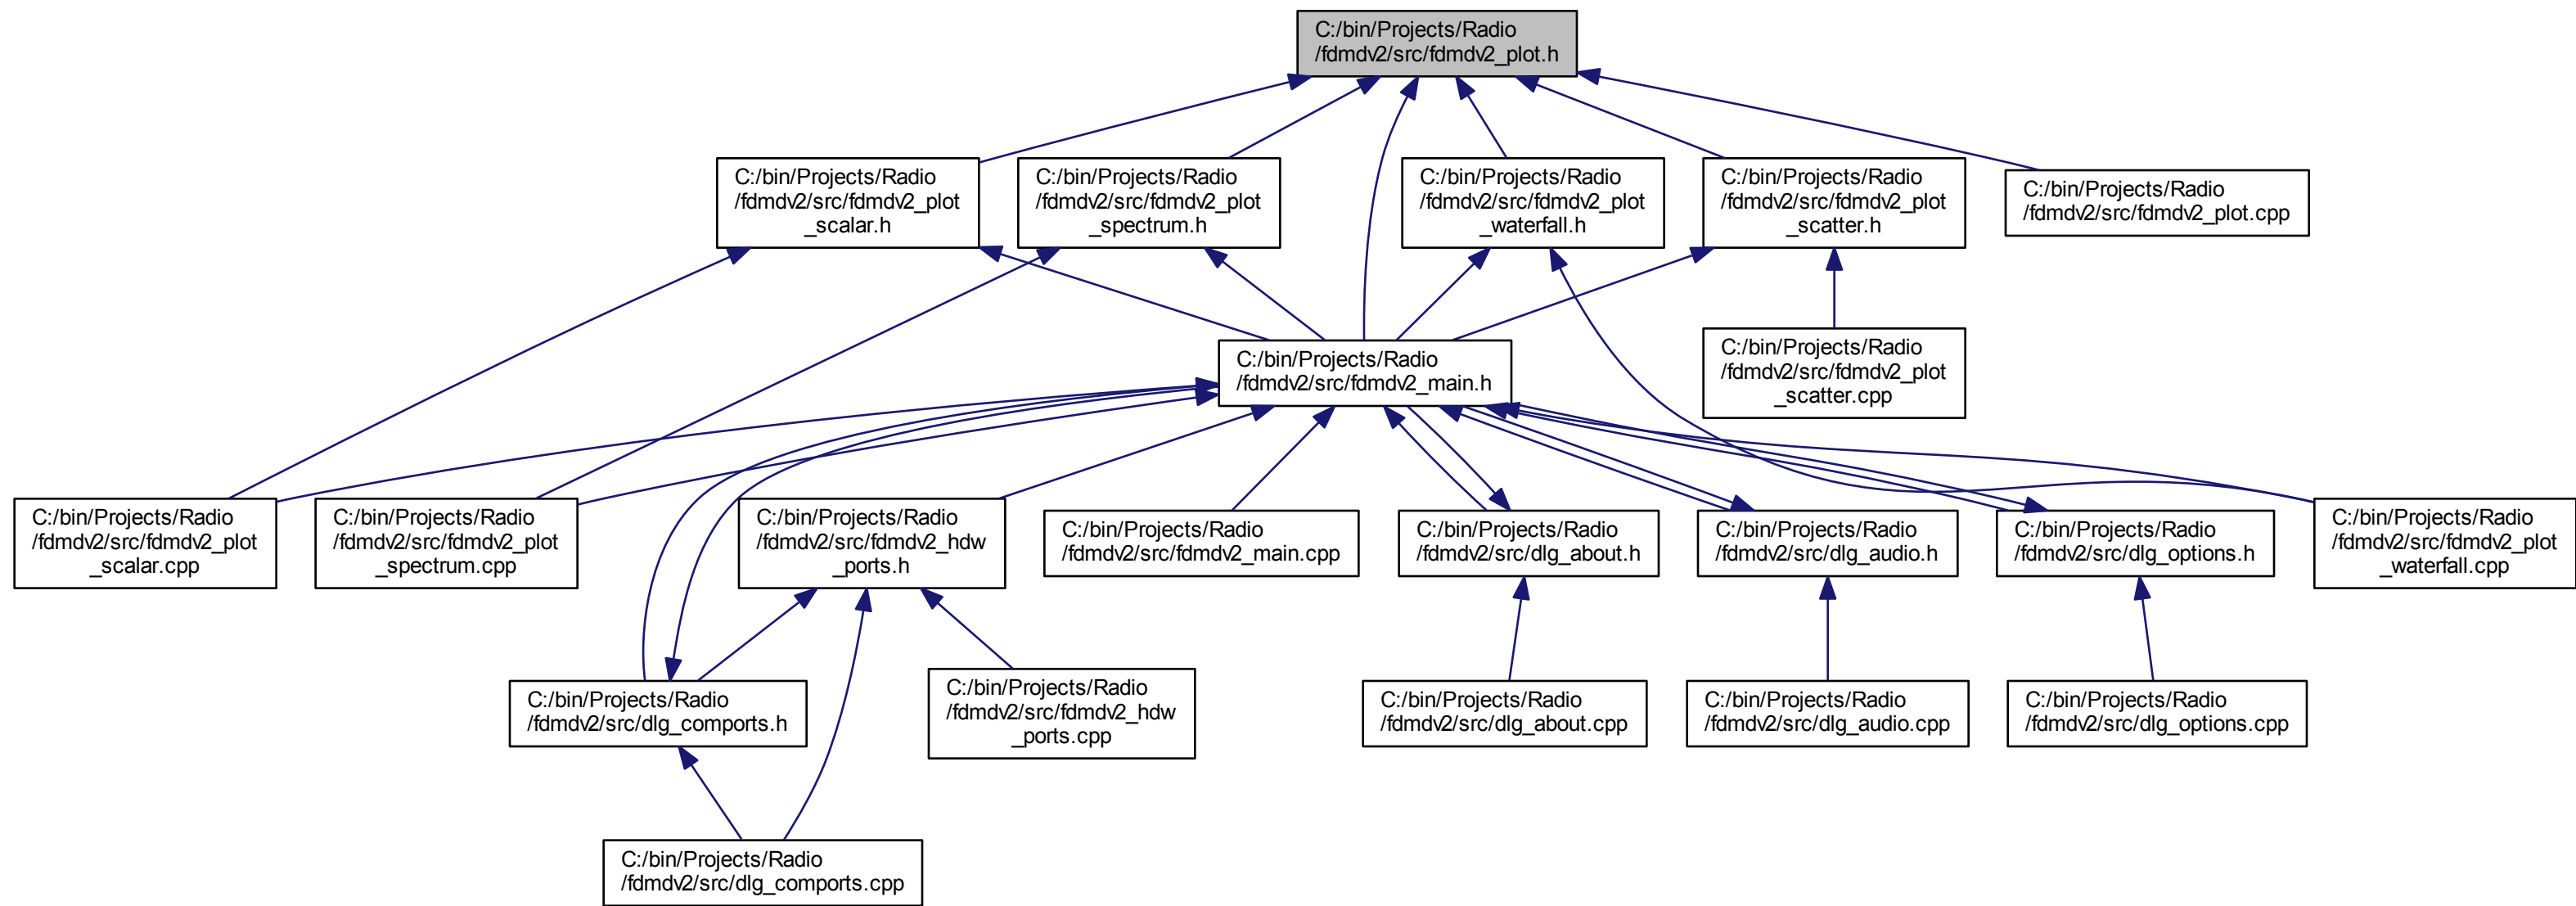 C:/bin/Projects/Radio
/fdmdv2/src/fdmdv2_plot.h
C:/bin/Projects/Radio
/fdmdv2/src/fdmdv2_plot
_scalar.h
C:/bin/Projects/Radio
/fdmdv2/src/fdmdv2_plot
_spectrum.h
C:/bin/Projects/Radio
/fdmdv2/src/fdmdv2_plot
_waterfall.h
C:/bin/Projects/Radio
/fdmdv2/src/fdmdv2_plot
_scatter.h
C:/bin/Projects/Radio
/fdmdv2/src/fdmdv2_plot.cpp
C:/bin/Projects/Radio
/fdmdv2/src/fdmdv2_main.h
C:/bin/Projects/Radio
/fdmdv2/src/fdmdv2_plot
_scatter.cpp
C:/bin/Projects/Radio
/fdmdv2/src/fdmdv2_plot
_scalar.cpp
C:/bin/Projects/Radio
/fdmdv2/src/fdmdv2_plot
_spectrum.cpp
C:/bin/Projects/Radio
/fdmdv2/src/fdmdv2_hdw
_ports.h
C:/bin/Projects/Radio
/fdmdv2/src/fdmdv2_main.cpp
C:/bin/Projects/Radio
/fdmdv2/src/dlg_about.h
C:/bin/Projects/Radio
/fdmdv2/src/dlg_audio.h
C:/bin/Projects/Radio
/fdmdv2/src/dlg_options.h
C:/bin/Projects/Radio
/fdmdv2/src/fdmdv2_plot
_waterfall.cpp
C:/bin/Projects/Radio
/fdmdv2/src/dlg_comports.h
C:/bin/Projects/Radio
/fdmdv2/src/fdmdv2_hdw
_ports.cpp
C:/bin/Projects/Radio
/fdmdv2/src/dlg_about.cpp
C:/bin/Projects/Radio
/fdmdv2/src/dlg_audio.cpp
C:/bin/Projects/Radio
/fdmdv2/src/dlg_options.cpp
C:/bin/Projects/Radio
/fdmdv2/src/dlg_comports.cpp